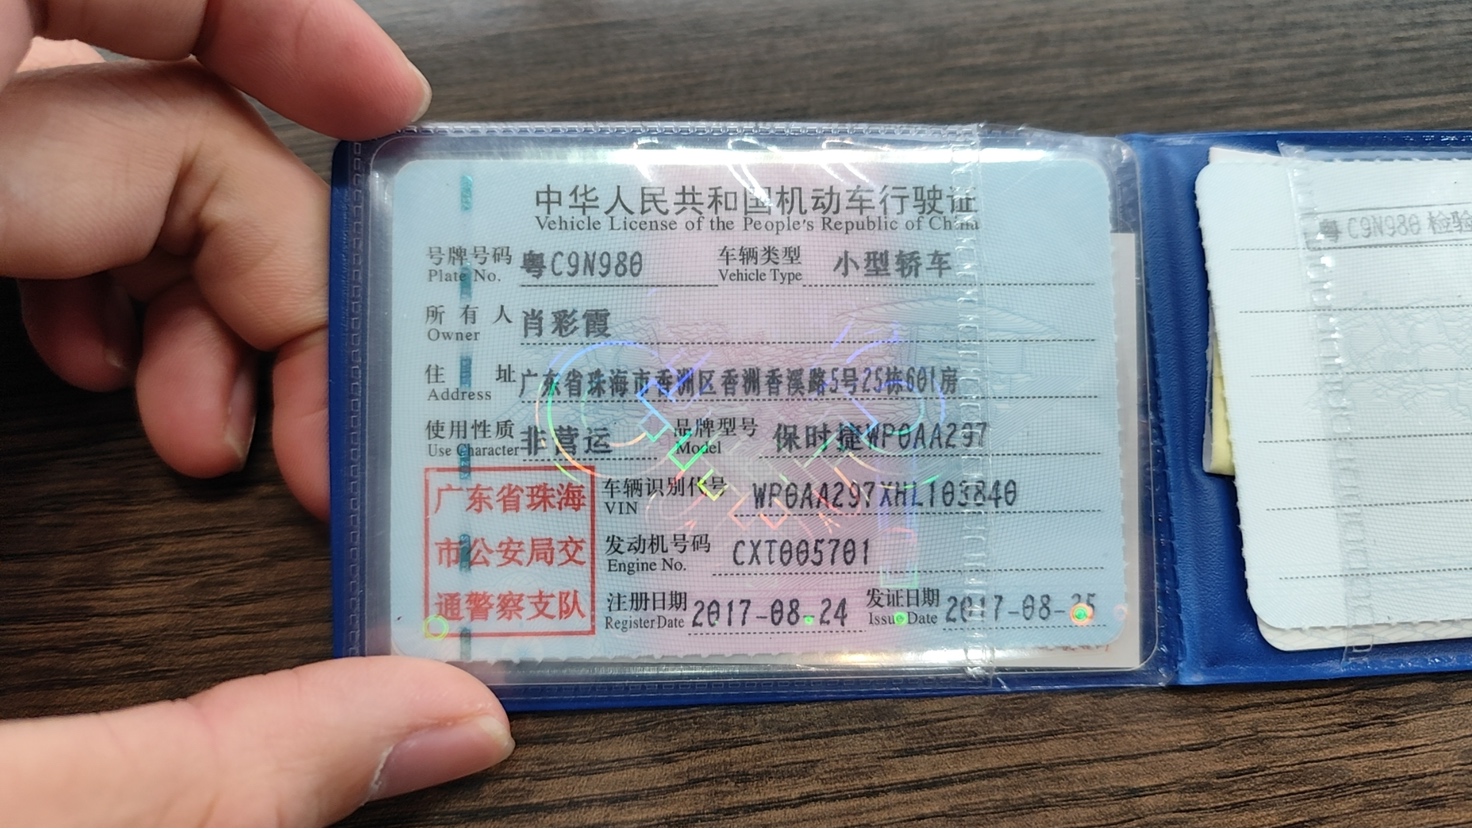 中华人民共和国机动车行驶证
Vehicle License of the People's Republic of China
号牌号码 粤C9N980 车辆类型 小型轿车
Plate No. Vehicle Type
所有人 肖彩霞
Owner
住址 广东省珠海市香洲区香洲香溪路5号25栋601房
Address
使用性质 非营运 品牌型号 保时捷WP0AA297
Use Character Model
车辆识别代号 WP0AA297XHL103840
VIN
发动机号码 CXT005701
Engine No.
注册日期 2017-08-24 发证日期 2017-08-25
Register Date Issue Date
广东省珠海
市公安局交
通警察支队
粤C9N980 检验